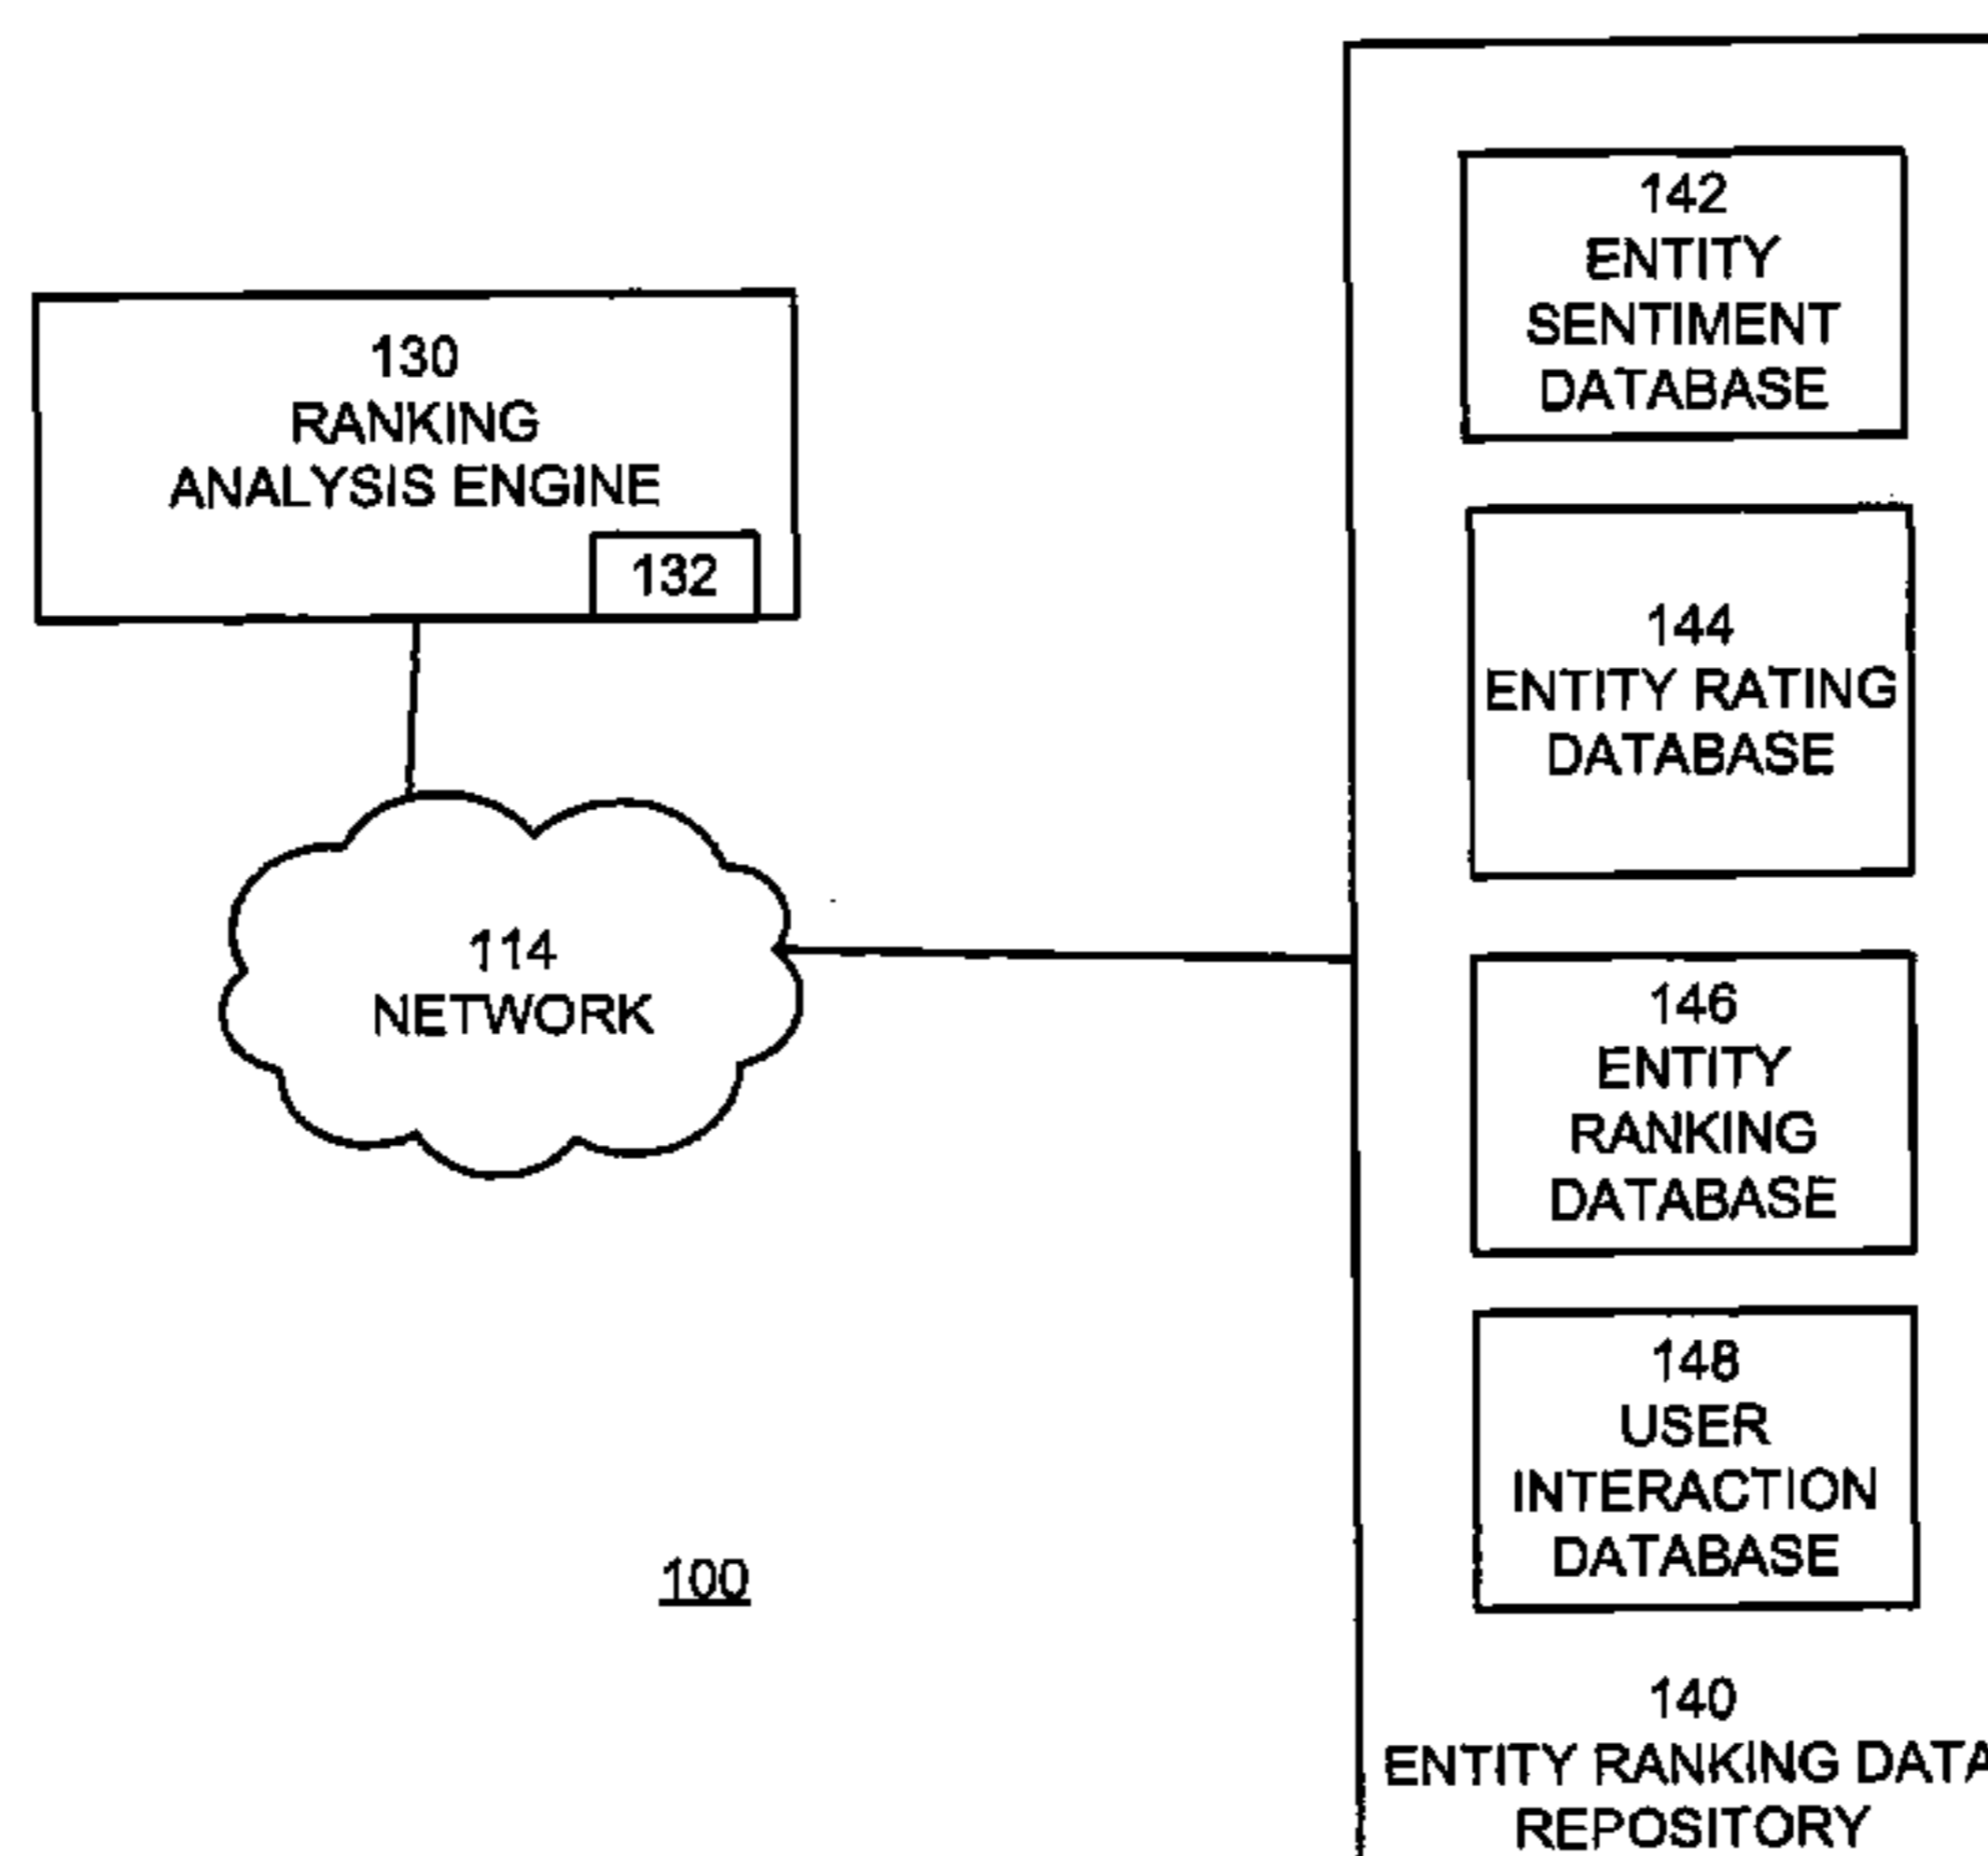 130
RANKING
ANALYSIS ENGINE
132
114
NETWORK
100
142
ENTITY
SENTIMENT
DATABASE
144
ENTITY RATING
DATABASE
146
ENTITY
RANKING
DATABASE
148
USER
INTERACTION
DATABASE
140
ENTITY RANKING DATA
REPOSITORY